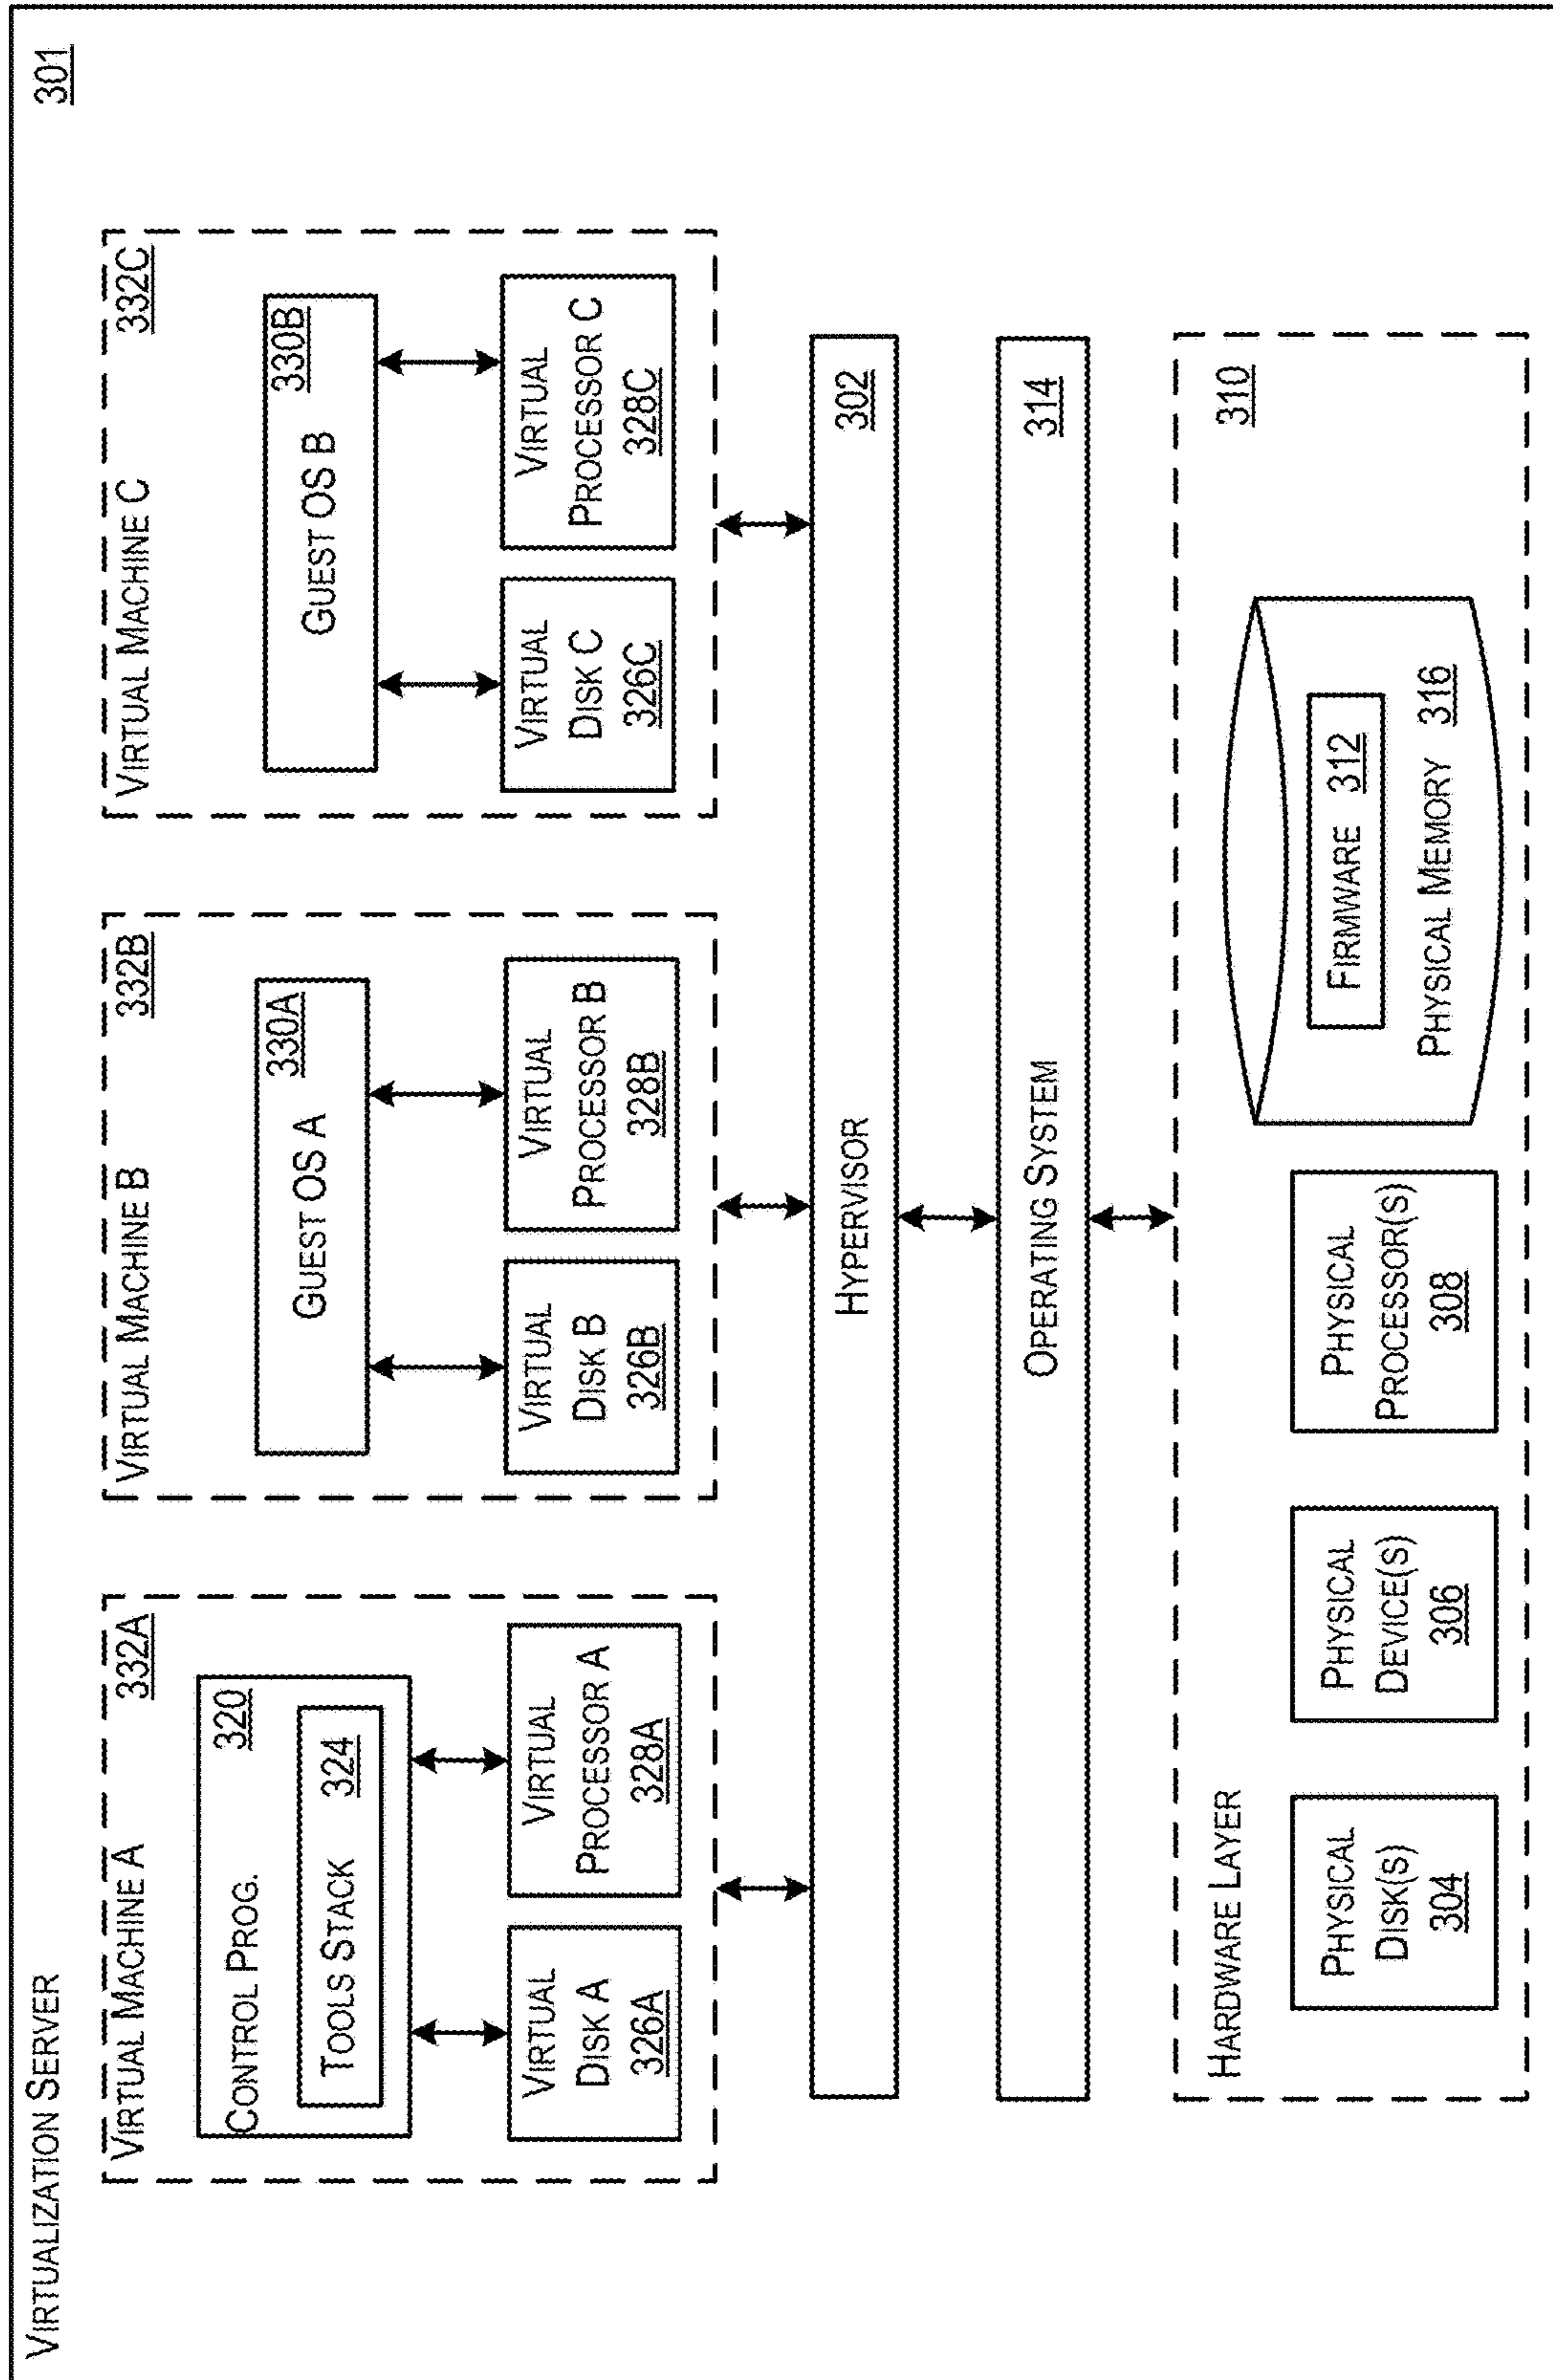 VIRTUALIZATION SERVER
301
VIRTUAL MACHINE A
332A
CONTROL PROG.
320
TOOLS STACK
324
VIRTUAL
DISK A
326A
VIRTUAL
PROCESSOR A
328A
VIRTUAL MACHINE B
332B
GUEST OS A
330A
VIRTUAL
DISK B
326B
VIRTUAL
PROCESSOR B
328B
VIRTUAL MACHINE C
332C
GUEST OS B
330B
VIRTUAL
DISK C
326C
VIRTUAL
PROCESSOR C
328C
HYPERVISOR
302
OPERATING SYSTEM
314
HARDWARE LAYER
310
PHYSICAL
DISK(S)
304
PHYSICAL
DEVICE(S)
306
PHYSICAL
PROCESSOR(S)
308
FIRMWARE 312
PHYSICAL MEMORY 316